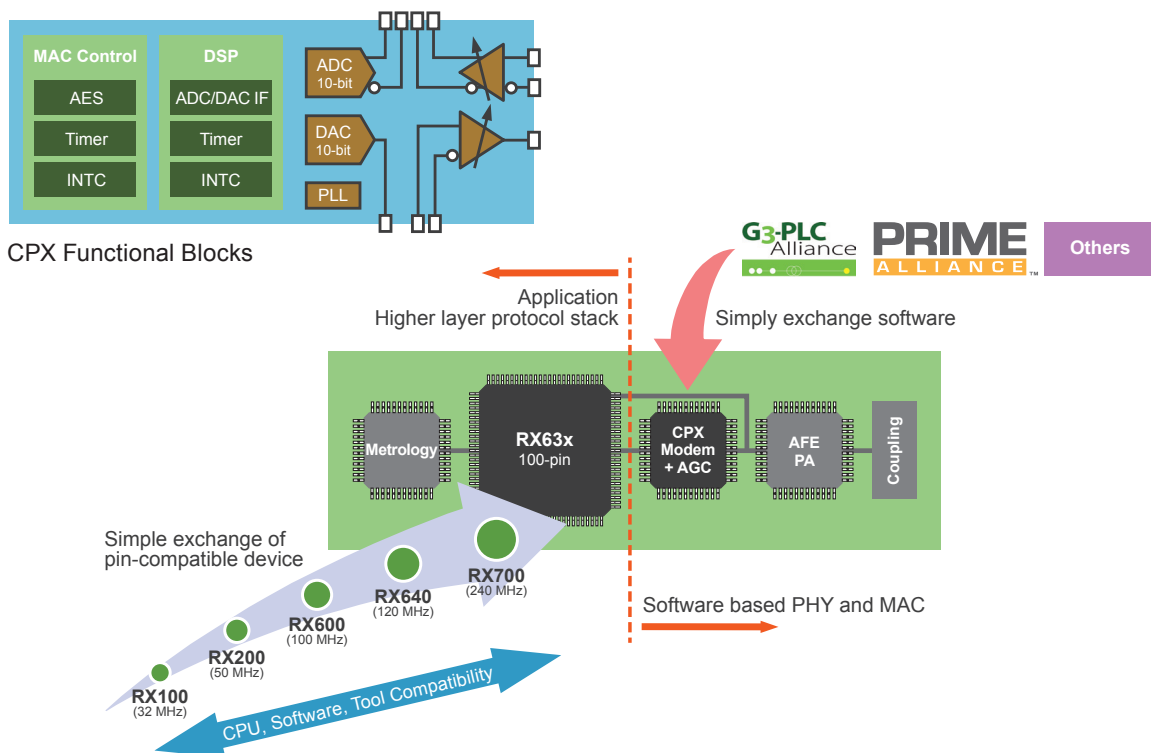 MAC Control
AES
Timer
INTC
DSP
ADC/DAC IF
Timer
INTC
ADC
10-bit
DAC
10-bit
PLL
CPX Functional Blocks
G3-PLC
Alliance
PRIME
ALLIANCE™
Others
Application
Higher layer protocol stack
Simply exchange software
Metrology
RX63x
100-pin
CPX
Modem
+ AGC
AFE
PA
Coupling
Simple exchange of
pin-compatible device
RX700
(240 MHz)
RX640
(120 MHz)
RX600
(100 MHz)
RX200
(50 MHz)
RX100
(32 MHz)
Software based PHY and MAC
CPU, Software, Tool Compatibility